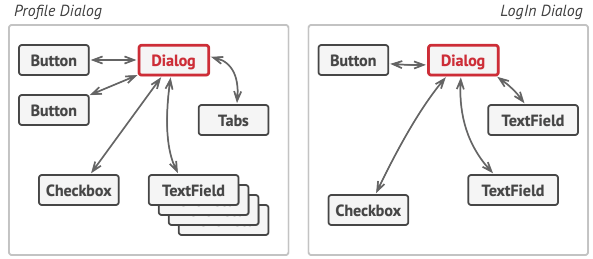 Profile Dialog
Button
Dialog
Button
Tabs
Checkbox
TextField
LogIn Dialog
Button
Dialog
TextField
TextField
Checkbox